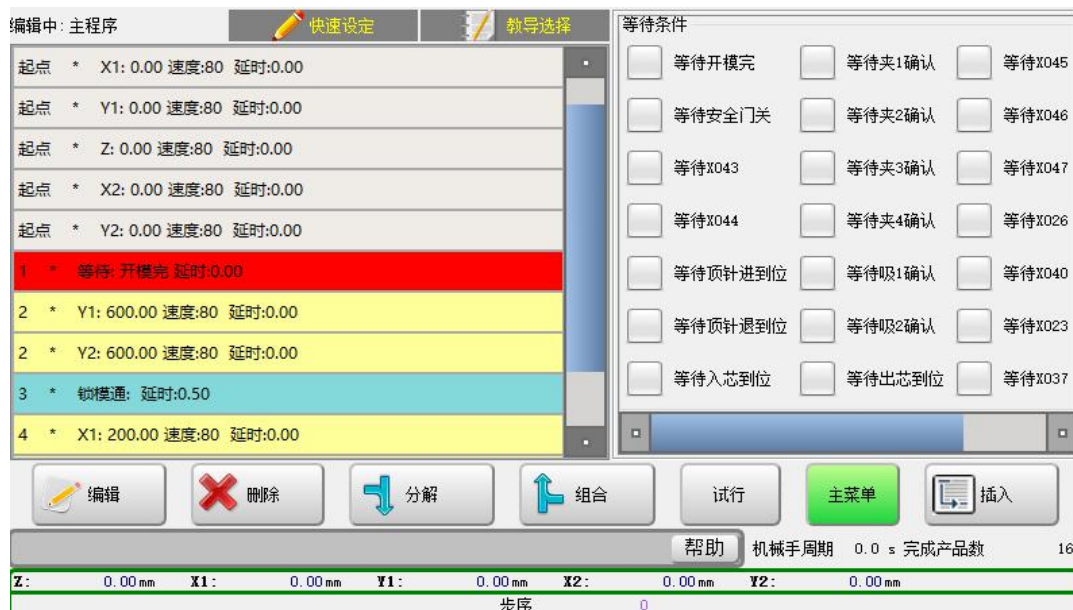 编辑中:主程序
快速设定
教导选择
起点 * X1: 0.00 速度:80 延时:0.00
起点 * Y1: 0.00 速度:80 延时:0.00
起点 * Z: 0.00 速度:80 延时:0.00
起点 * X2: 0.00 速度:80 延时:0.00
起点 * Y2: 0.00 速度:80 延时:0.00
1 * 等待: 开模完 延时:0.00
2 * Y1: 600.00 速度:80 延时:0.00
2 * Y2: 600.00 速度:80 延时:0.00
3 * 锁模通: 延时:0.50
4 * X1: 200.00 速度:80 延时:0.00
等待条件
等待开模完 等待夹1确认 等待X045
等待安全门关 等待夹2确认 等待X046
等待X043 等待夹3确认 等待X047
等待X044 等待夹4确认 等待X026
等待顶针进到位 等待吸1确认 等待X040
等待顶针退到位 等待吸2确认 等待X023
等待入芯到位 等待出芯到位 等待X037
编辑 删除 分解 组合 试行 主菜单 插入
帮助 机械手周期 0.0 s 完成产品数 16
Z: 0.00mm X1: 0.00mm Y1: 0.00mm X2: 0.00mm Y2: 0.00mm
步序 0